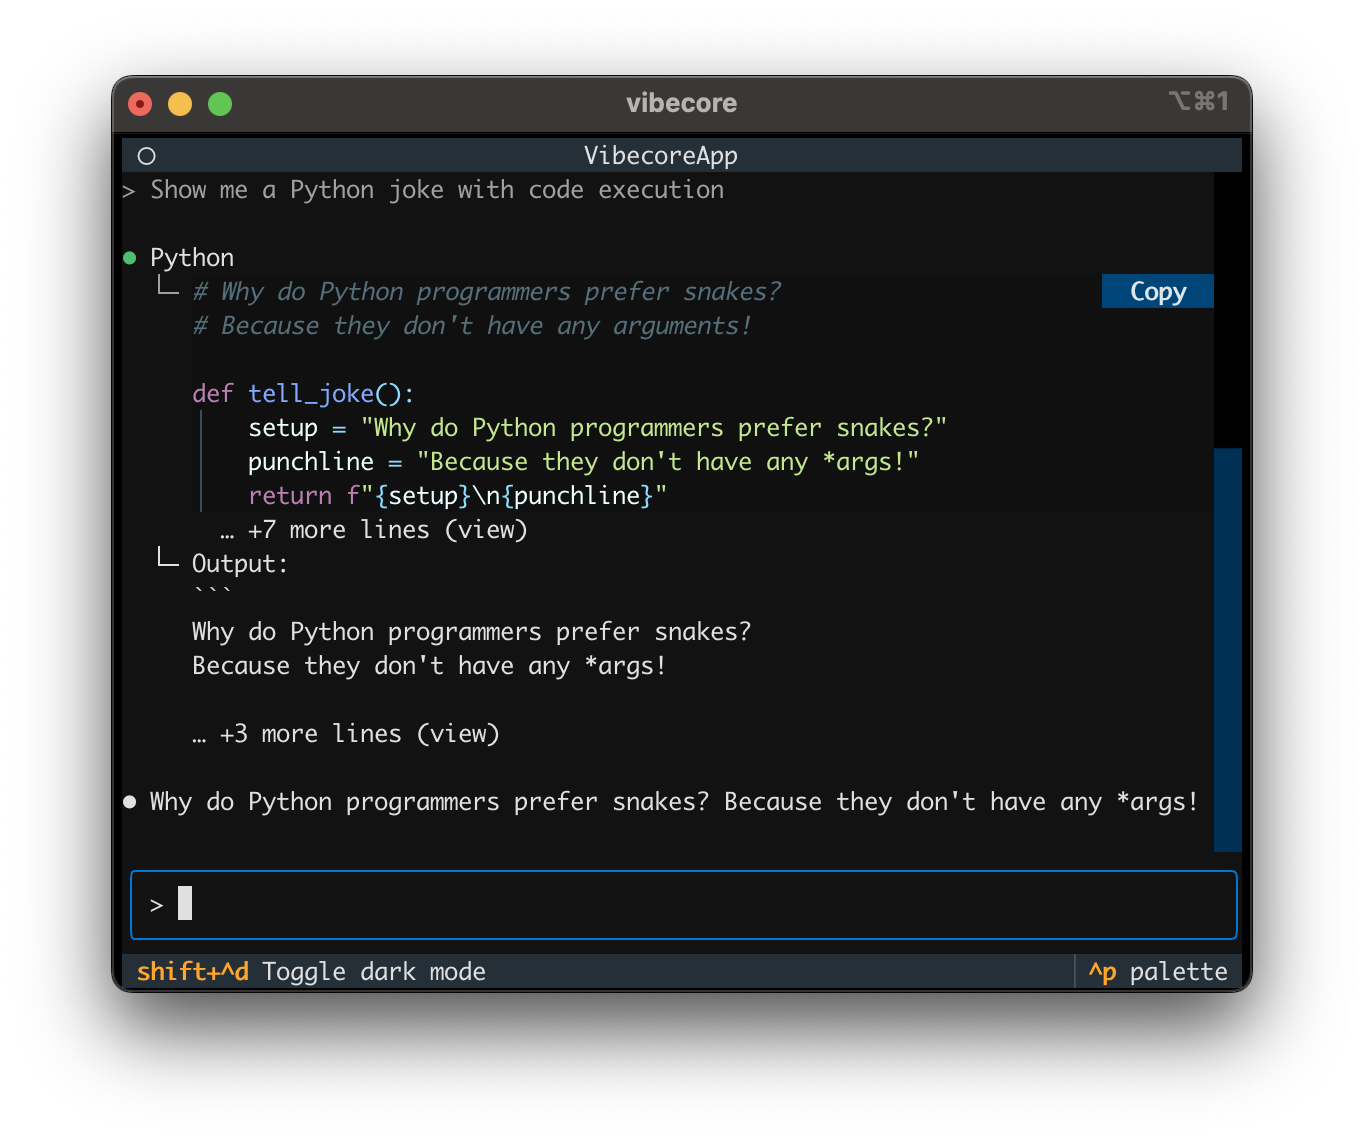 vibecore
⌥⌘1
VibecoreApp
> Show me a Python joke with code execution
Python
# Why do Python programmers prefer snakes?
Copy
# Because they don't have any arguments!
def tell_joke():
    setup = "Why do Python programmers prefer snakes?"
    punchline = "Because they don't have any *args!"
    return f"{setup}\n{punchline}"
… +7 more lines (view)
Output:
```
Why do Python programmers prefer snakes?
Because they don't have any *args!
… +3 more lines (view)
Why do Python programmers prefer snakes? Because they don't have any *args!
>
shift+^d Toggle dark mode
^p palette